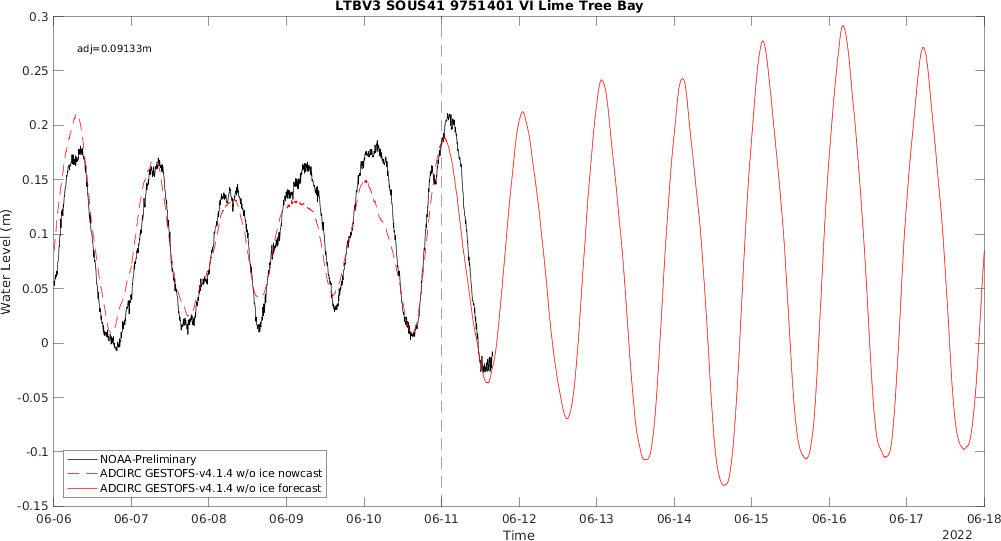 LTBV3 SOUS41 9751401 VI Lime Tree Bay
adj=0.09133m
0.3
0.25
0.2
0.15
0.1
0.05
0
-0.05
-0.1
-0.15
Water Level (m)
NOAA-Preliminary
ADCIRC GESTOFS-v4.1.4 w/o ice nowcast
ADCIRC GESTOFS-v4.1.4 w/o ice forecast
06-06 06-07 06-08 06-09 06-10 06-11 06-12 06-13 06-14 06-15 06-16 06-17 06-18
Time
2022